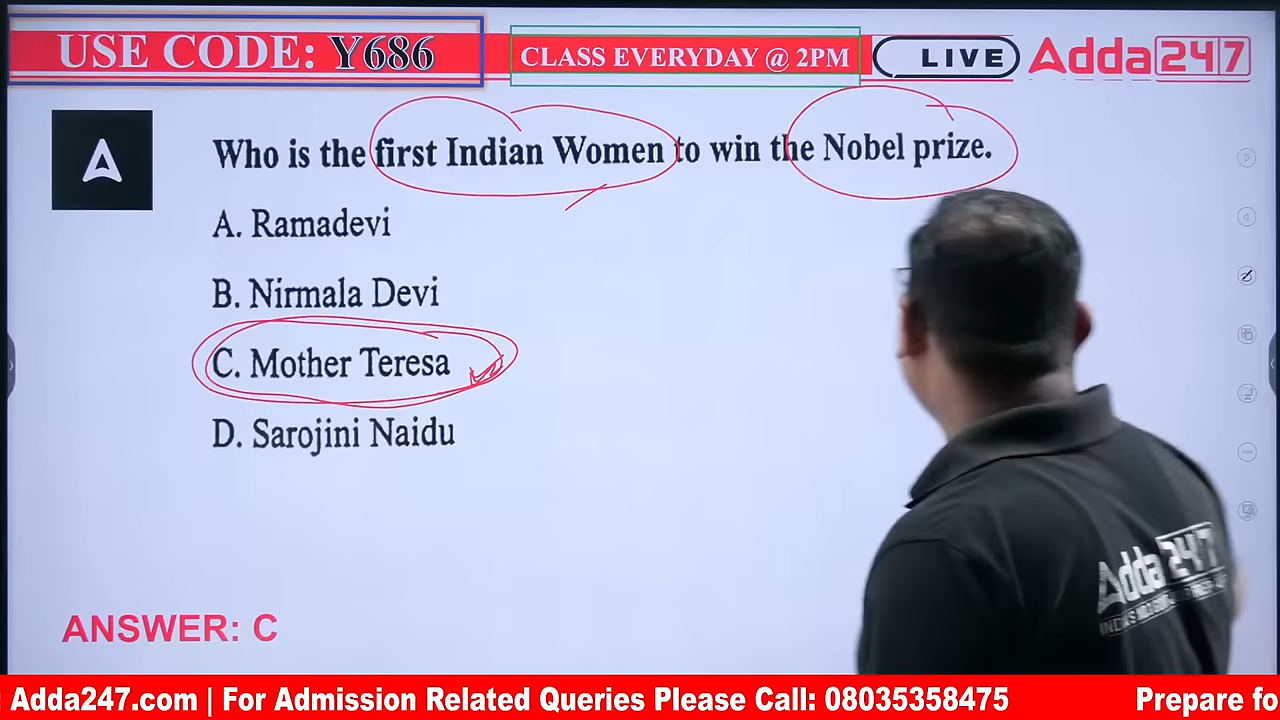 USE CODE: Y686
CLASS EVERYDAY @ 2PM
LIVE
Adda247
Who is the first Indian Women to win the Nobel prize.
A. Ramadevi
B. Nirmala Devi
C. Mother Teresa
D. Sarojini Naidu
Adda247
ANSWER: C
Adda247.com | For Admission Related Queries Please Call: 08035358475
Prepare fo